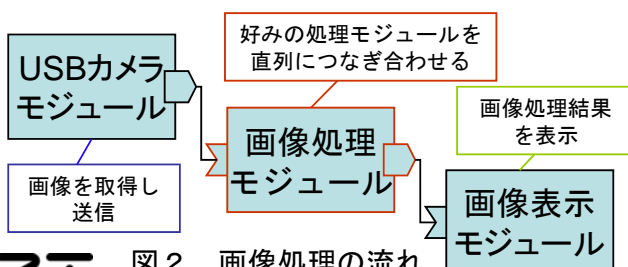 好みの処理モジュールを
直列につなぎ合わせる
USBカメラ
モジュール
画像処理結果
を表示
画像処理
モジュール
画像を取得し
送信
画像表示
モジュール
図2 画像処理の流れ